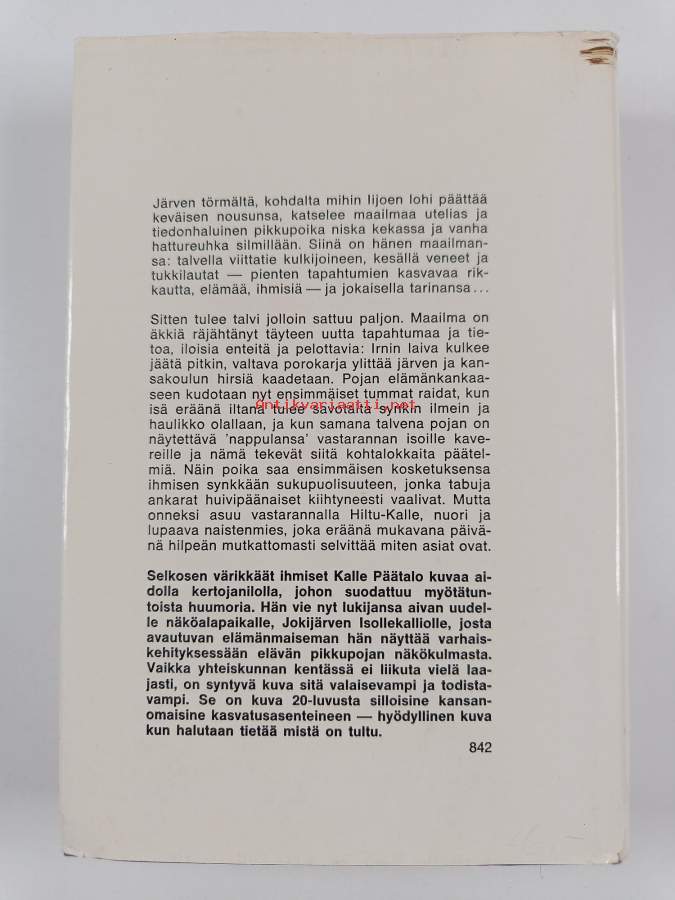 Järven törmältä, kohdalta mihin Iijoen lohi päättää
keväisen nousunsa, katselee maailmaa utelias ja
tiedonhaluinen pikkupoika niska kekassa ja vanha
hattureuhka silmillään. Siinä on hänen maailman-
sa: talvella viittatie kulkijoineen, kesällä veneet ja
tukkilautat — pienten tapahtumien kasvavaa rik-
kautta, elämää, ihmisiä — ja jokaisella tarinansa...
Sitten tulee talvi jolloin sattuu paljon. Maailma on
äkkiä räjähtänyt täyteen uutta tapahtumaa ja tie-
toa, iloisia enteitä ja pelottavia: Irnin laiva kulkee
jäätä pitkin, valtava porokarja ylittää järven ja kan-
sakoulun hirsiä kaadetaan. Pojan elämänkankaa-
seen kudotaan nyt ensimmäiset tummat raidat, kun
isä eräänä iltana tulee savotalta synkin ilmein ja
haulikko olallaan, ja kun samana talvena pojan on
näytettävä 'nappulansa' vastarannan isoille kave-
reille ja nämä tekevät siitä kohtalokkaita päätel-
miä. Näin poika saa ensimmäisen kosketuksensa
ihmisen synkkään sukupuolisuuteen, jonka tabuja
ankarat huivipäänaiset kiihtyneesti vaalivat. Mutta
onneksi asuu vastarannalla Hiltu-Kalle, nuori ja
lupaava naistenmies, joka eräänä mukavana päivä-
nä hilpeän mutkattomasti selvittää miten asiat ovat.
Selkosen värikkäät ihmiset Kalle Päätalo kuvaa ai-
dolla kertojanilolla, johon suodattuu myötätun-
toista huumoria. Hän vie nyt lukijansa aivan uudel-
le näköalapaikalle, Jokijärven Isollekalliolle, josta
avautuvan elämänmaiseman hän näyttää varhais-
kehityksessään elävän pikkupojan näkökulmasta.
Vaikka yhteiskunnan kentässä ei liikuta vielä laa-
jasti, on syntyvä kuva sitä valaisevampi ja todista-
vampi. Se on kuva 20-luvusta silloisine kansan-
omaisine kasvatusasenteineen — hyödyllinen kuva
kun halutaan tietää mistä on tultu.
842
Antikvariaatti.net